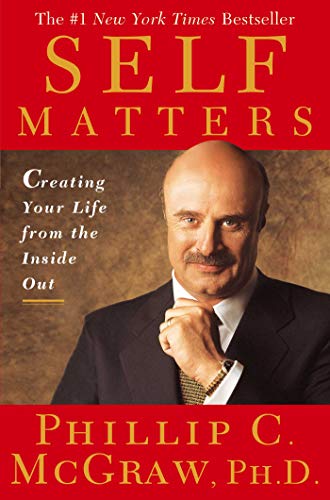 The #1 New York Times Bestseller
SELF
MATTERS
Creating
Your Life
from the
Inside
Out
PHILLIP C.
MCGRAW, PH.D.